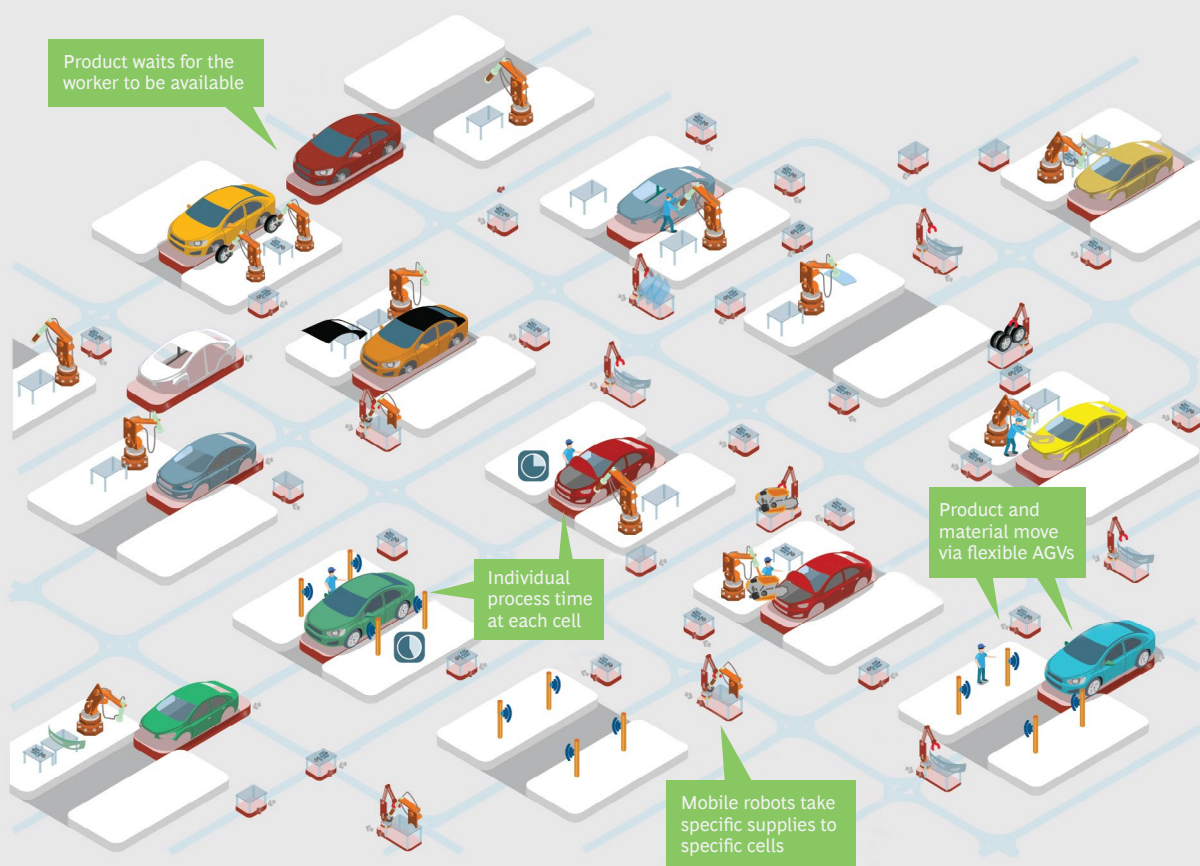 Product waits for the
worker to be available
Individual
process time
at each cell
Product and
material move
via flexible AGVs
Mobile robots take
specific supplies to
specific cells